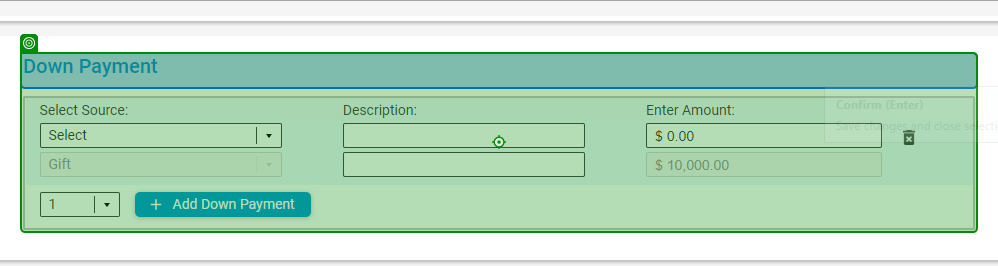 Down Payment
Select Source: Description: Enter Amount:
Confirm (Enter)
Select $ 0.00
Save changes and close selecti
Gift $ 10,000.00
1 + Add Down Payment